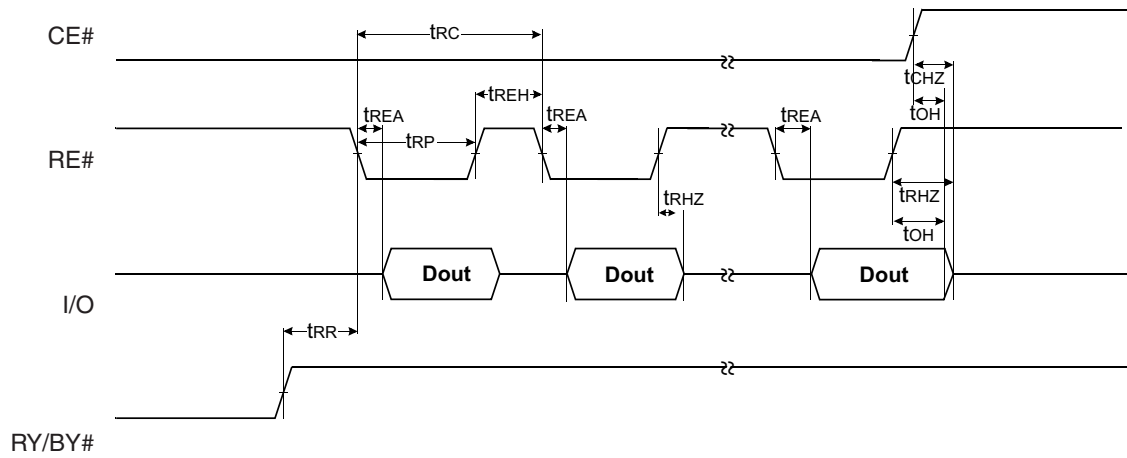 CE#
tRC
tCHZ
tREH
tOH
tREA
tREA
tREA
RE#
tRP
tRHZ
tRHZ
tOH
Dout
Dout
Dout
I/O
tRR
RY/BY#